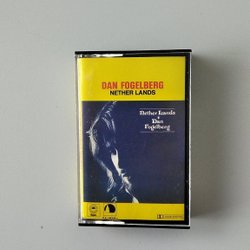 DAN FOGELBERG
NETHER LANDS
Nether Lands
Dan
Fogelberg